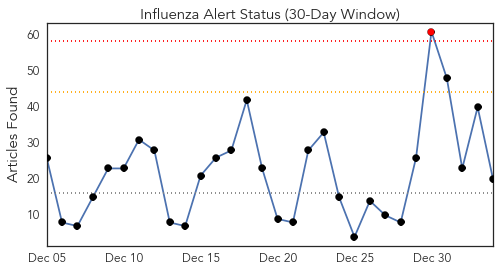 Influenza Alert Status (30-Day Window)
Articles Found
60
50
40
30
20
10
Dec 05
Dec 10
Dec 15
Dec 20
Dec 25
Dec 30